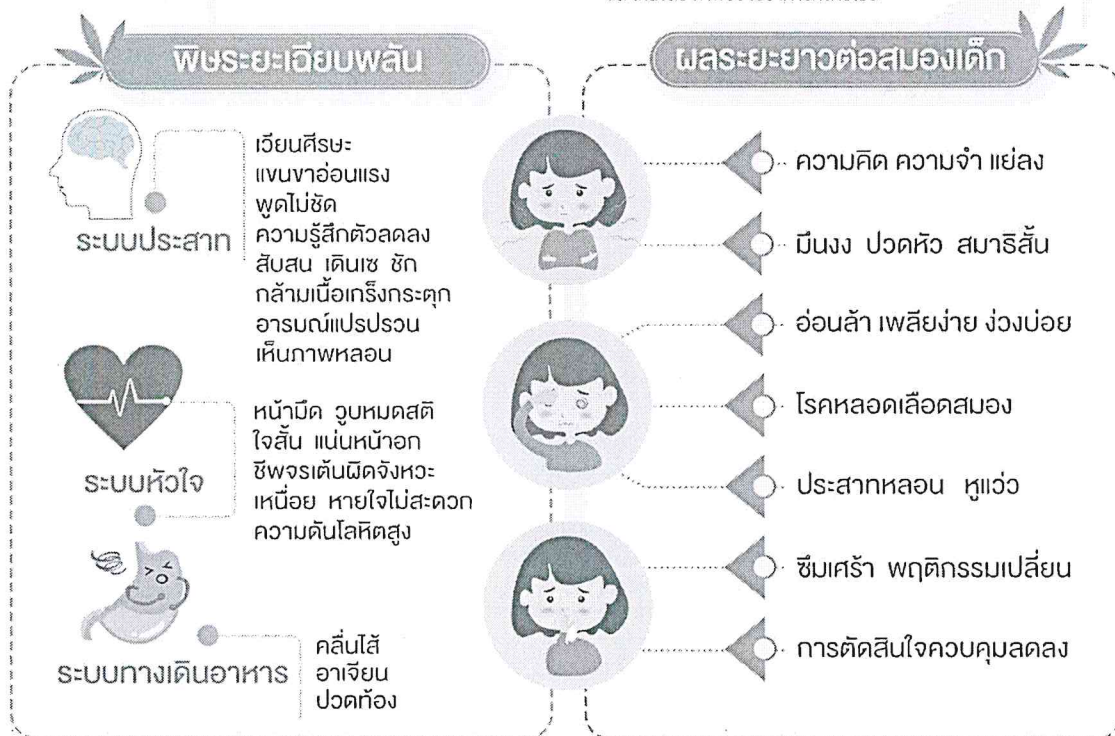 พิษระยะเฉียบพลัน
เวียนศีรษะ
แขนขาอ่อนแรง
พูดไม่ชัด
ความรู้สึกตัวลดลง
สับสน เดินเซ ชัก
กล้ามเนื้อเกร็งกระตุก
อารมณ์แปรปรวน
เห็นภาพหลอน
ระบบประสาท
หน้ามืด วูบหมดสติ
ใจสั่น แน่นหน้าอก
ชีพจรเต้นผิดจังหวะ
เหนื่อย หายใจไม่สะดวก
ความดันโลหิตสูง
ระบบหัวใจ
คลื่นไส้
อาเจียน
ปวดท้อง
ระบบทางเดินอาหาร
ผลระยะยาวต่อสมองเด็ก
ความคิด ความจำ แย่ลง
มึนงง ปวดหัว สมาธิสั้น
อ่อนล้า เพลียง่าย ง่วงบ่อย
โรคหลอดเลือดสมอง
ประสาทหลอน หูแว่ว
ซึมเศร้า พฤติกรรมเปลี่ยน
การตัดสินใจควบคุมลดลง